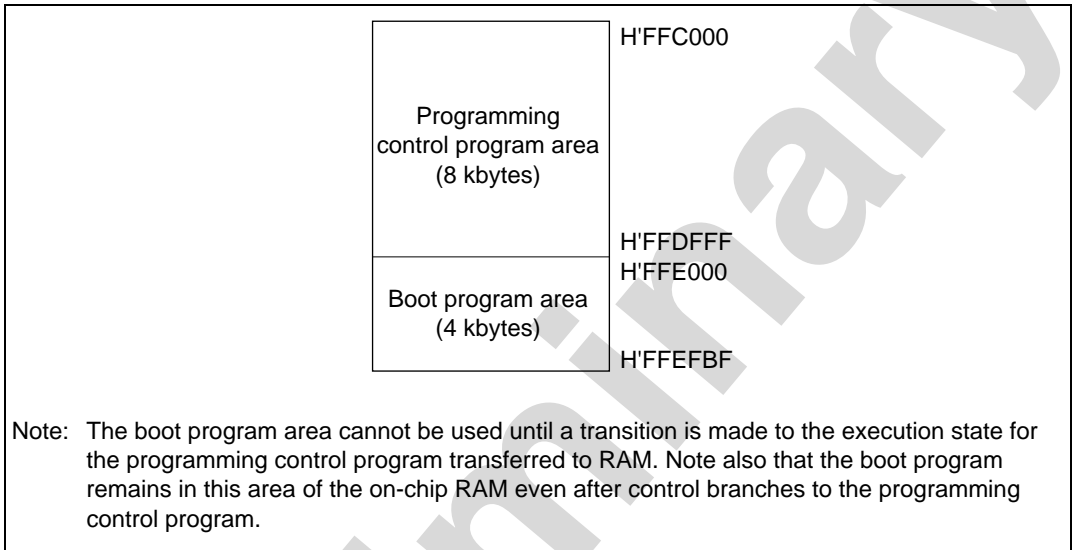 H'FFC000
Programming
control program area
(8 kbytes)
H'FFDFFF
H'FFE000
Boot program area
(4 kbytes)
H'FFEFBF
Note: The boot program area cannot be used until a transition is made to the execution state for
the programming control program transferred to RAM. Note also that the boot program
remains in this area of the on-chip RAM even after control branches to the programming
control program.
minary